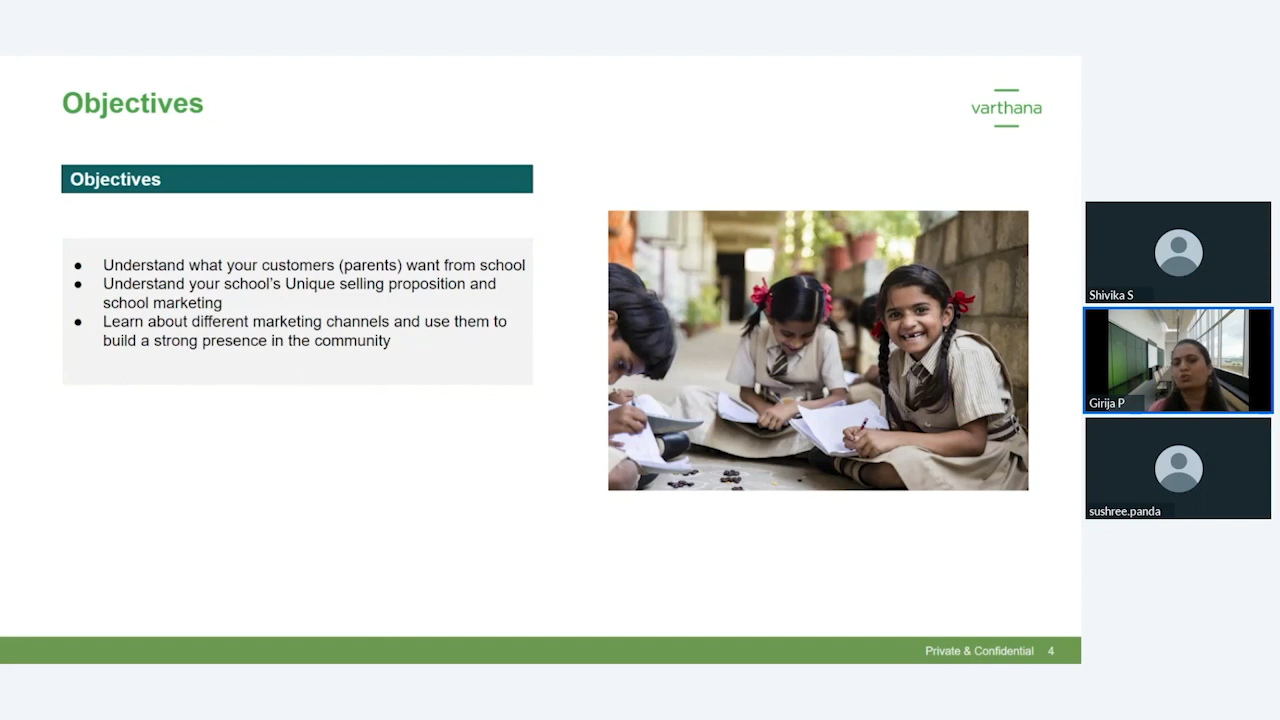 Objectives
varthana
Objectives
● Understand what your customers (parents) want from school
● Understand your school's Unique selling proposition and
school marketing
● Learn about different marketing channels and use them to
build a strong presence in the community
Shivika S
Girija P
sushree.panda
Private & Confidential 4